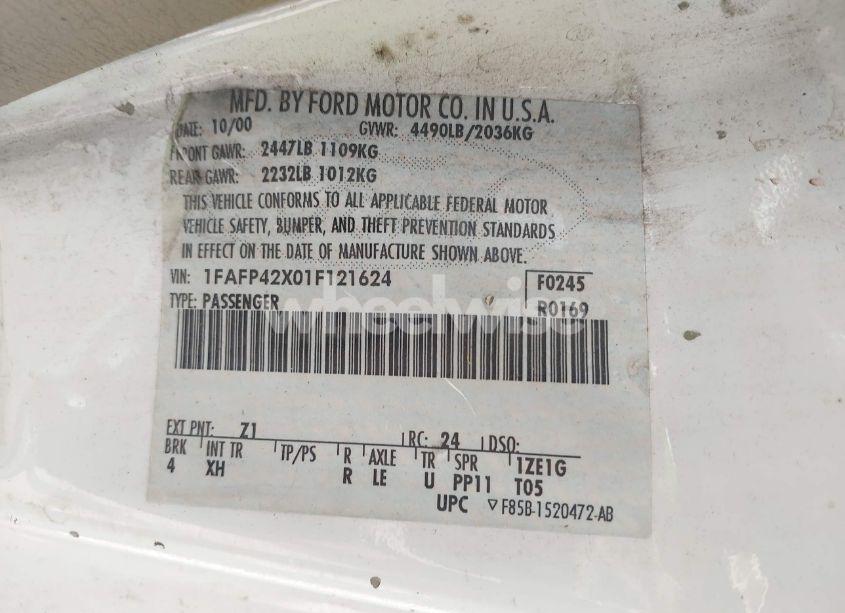 MFD. BY FORD MOTOR CO. IN U.S.A.
DATE: 10/00 GVWR: 4490LB/2036KG
FRONT GAWR: 2447LB 1109KG
REAR GAWR: 2232LB 1012KG
THIS VEHICLE CONFORMS TO ALL APPLICABLE FEDERAL MOTOR
VEHICLE SAFETY, BUMPER, AND THEFT PREVENTION STANDARDS
IN EFFECT ON THE DATE OF MANUFACTURE SHOWN ABOVE.
VIN: 1FAFP42X01F121624 F0245
TYPE: PASSENGER R0169
wheelwise
EXT PNT: Z1 RC: 24 DSO:
BRK INT TR TP/PS R AXLE TR SPR 1ZE1G
4 XH R LE U PP11 T05
UPC ▽F85B-1520472-AB